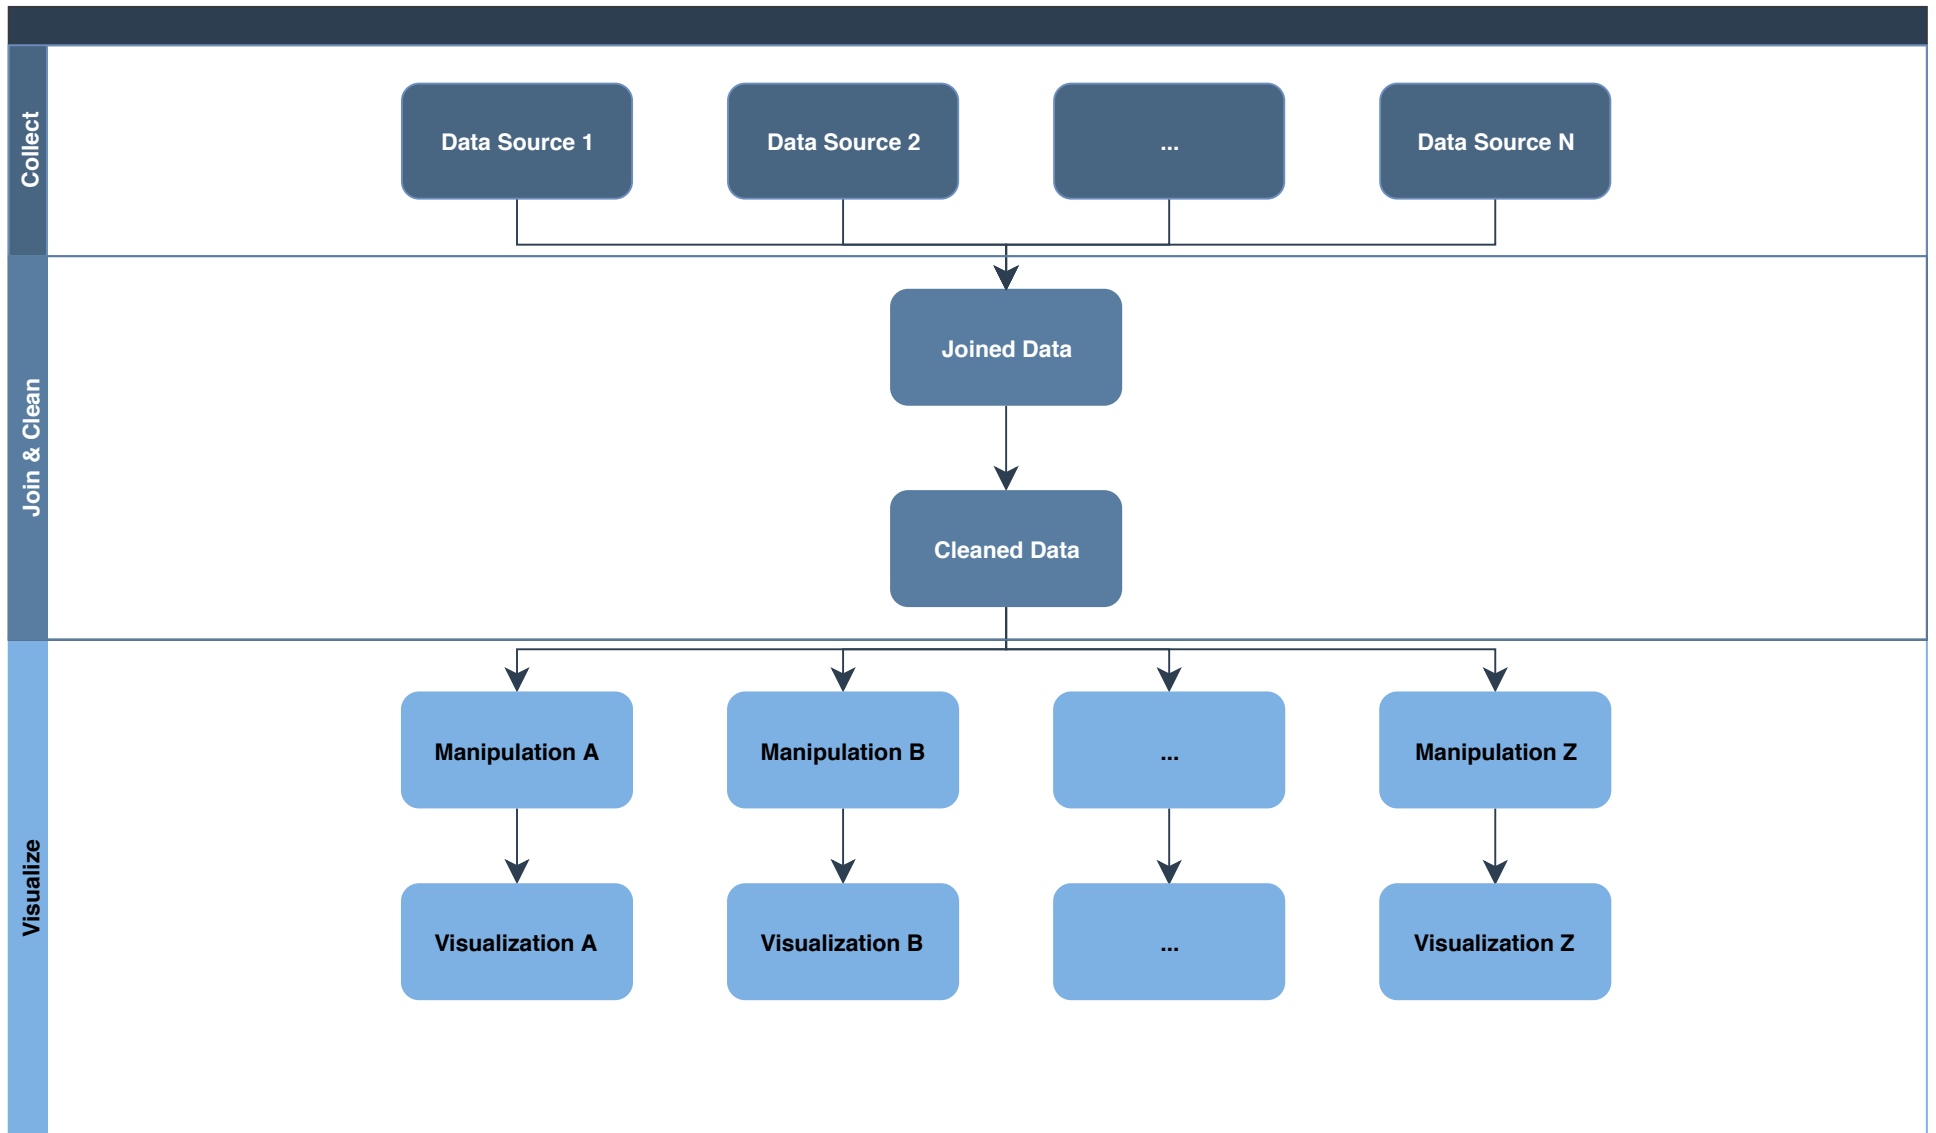 Collect
Data Source 1
Data Source 2
...
Data Source N
Join & Clean
Joined Data
Cleaned Data
Visualize
Manipulation A
Manipulation B
...
Manipulation Z
Visualization A
Visualization B
...
Visualization Z